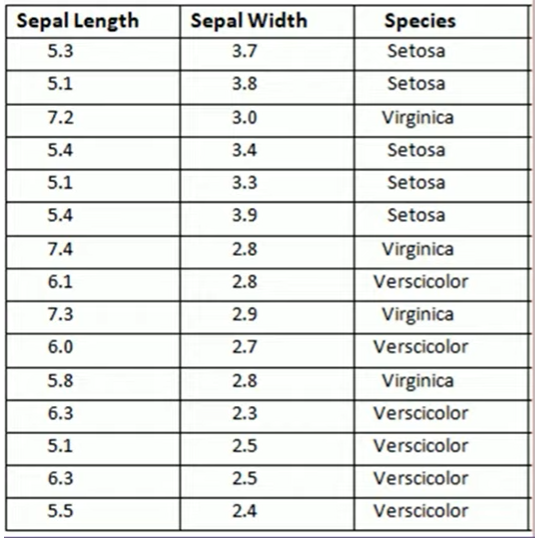 Sepal Length Sepal Width Species
5.3 3.7 Setosa
5.1 3.8 Setosa
7.2 3.0 Virginica
5.4 3.4 Setosa
5.1 3.3 Setosa
5.4 3.9 Setosa
7.4 2.8 Virginica
6.1 2.8 Verscicolor
7.3 2.9 Virginica
6.0 2.7 Verscicolor
5.8 2.8 Virginica
6.3 2.3 Verscicolor
5.1 2.5 Verscicolor
6.3 2.5 Verscicolor
5.5 2.4 Verscicolor